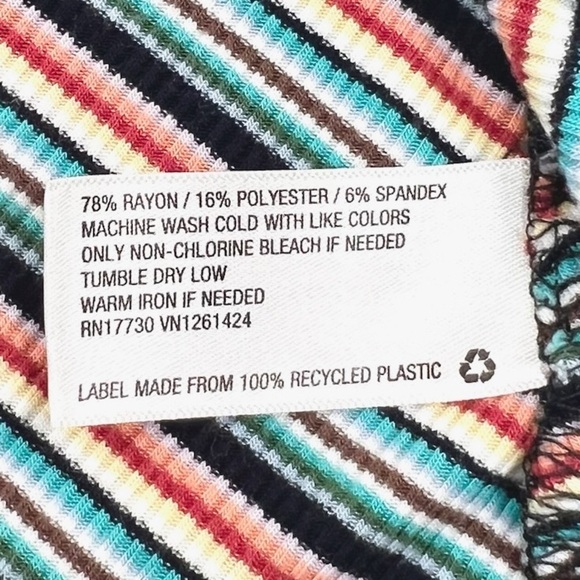 78% RAYON / 16% POLYESTER / 6% SPANDEX
MACHINE WASH COLD WITH LIKE COLORS
ONLY NON-CHLORINE BLEACH IF NEEDED
TUMBLE DRY LOW
WARM IRON IF NEEDED
RN17730 VN1261424
LABEL MADE FROM 100% RECYCLED PLASTIC